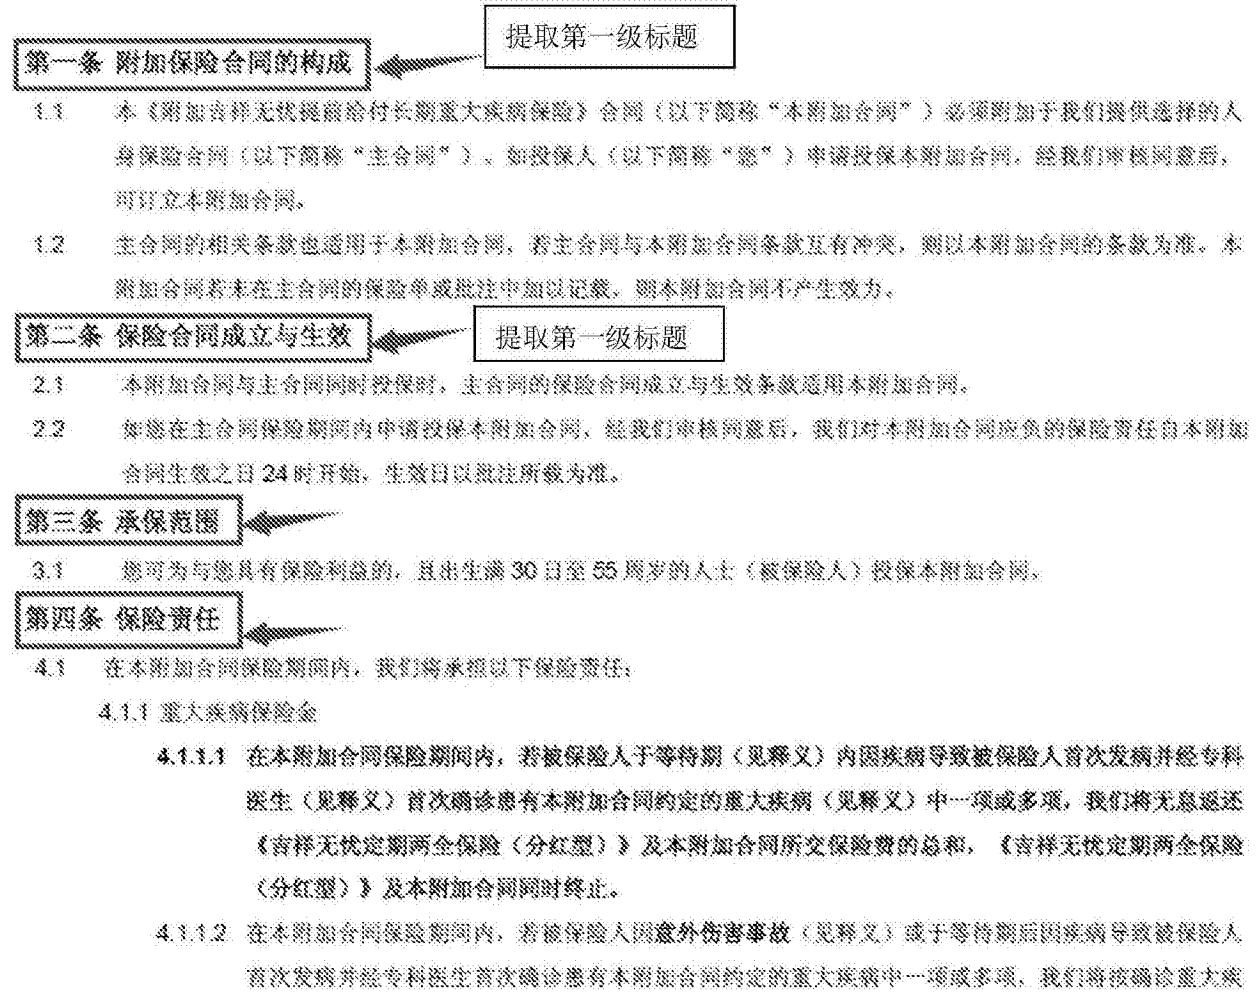 提取第一级标题
第一条 附加保险合同的构成
1.1 本《附加吉祥无忧提前给付长期重大疾病保险》合同（以下简称“本附加合同”）必须附加于我们提供选择的人
身保险合同（以下简称“主合同”）。如投保人（以下简称“您”）申请投保本附加合同，经我们审核同意后，
可订立本附加合同。
1.2 主合同的相关条款也适用于本附加合同，若主合同与本附加合同条款互有冲突，则以本附加合同的条款为准。本
附加合同若未在主合同的保险单或批注中加以记载，则本附加合同不产生效力。
第二条 保险合同成立与生效
提取第一级标题
2.1 本附加合同与主合同同时投保时，主合同的保险合同成立与生效条款适用本附加合同。
2.2 如您在主合同保险期间内申请投保本附加合同，经我们审核同意后，我们对本附加合同应负的保险责任自本附加
合同生效之日24时开始，生效日以批注所载为准。
第三条 承保范围
3.1 您可为与您具有保险利益的，且出生满30日至55周岁的人士（被保险人）投保本附加合同。
第四条 保险责任
4.1 在本附加合同保险期间内，我们将承担以下保险责任：
4.1.1 重大疾病保险金
4.1.1.1 在本附加合同保险期间内，若被保险人于等待期（见释义）内因疾病导致被保险人首次发病并经专科
医生（见释义）首次确诊患有本附加合同约定的重大疾病（见释义）中一项或多项，我们将无息返还
《吉祥无忧定期两全保险（分红型）》及本附加合同所交保险费的总和，《吉祥无忧定期两全保险
（分红型）》及本附加合同同时终止。
4.1.1.2 在本附加合同保险期间内，若被保险人因意外伤害事故（见释义）或于等待期后因疾病导致被保险人
首次发病并经专科医生首次确诊患有本附加合同约定的重大疾病中一项或多项，我们将按确诊重大疾